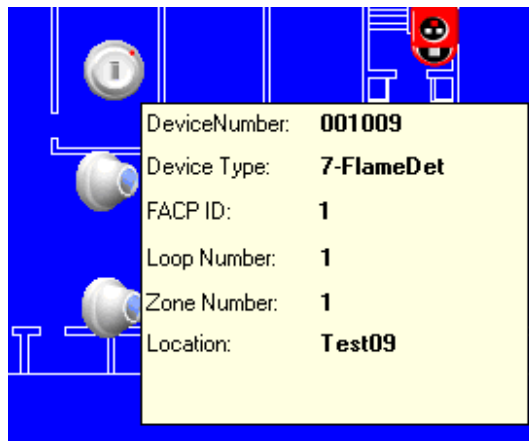 DeviceNumber: 001009
Device Type: 7-FlameDet
FACP ID: 1
Loop Number: 1
Zone Number: 1
Location: Test09